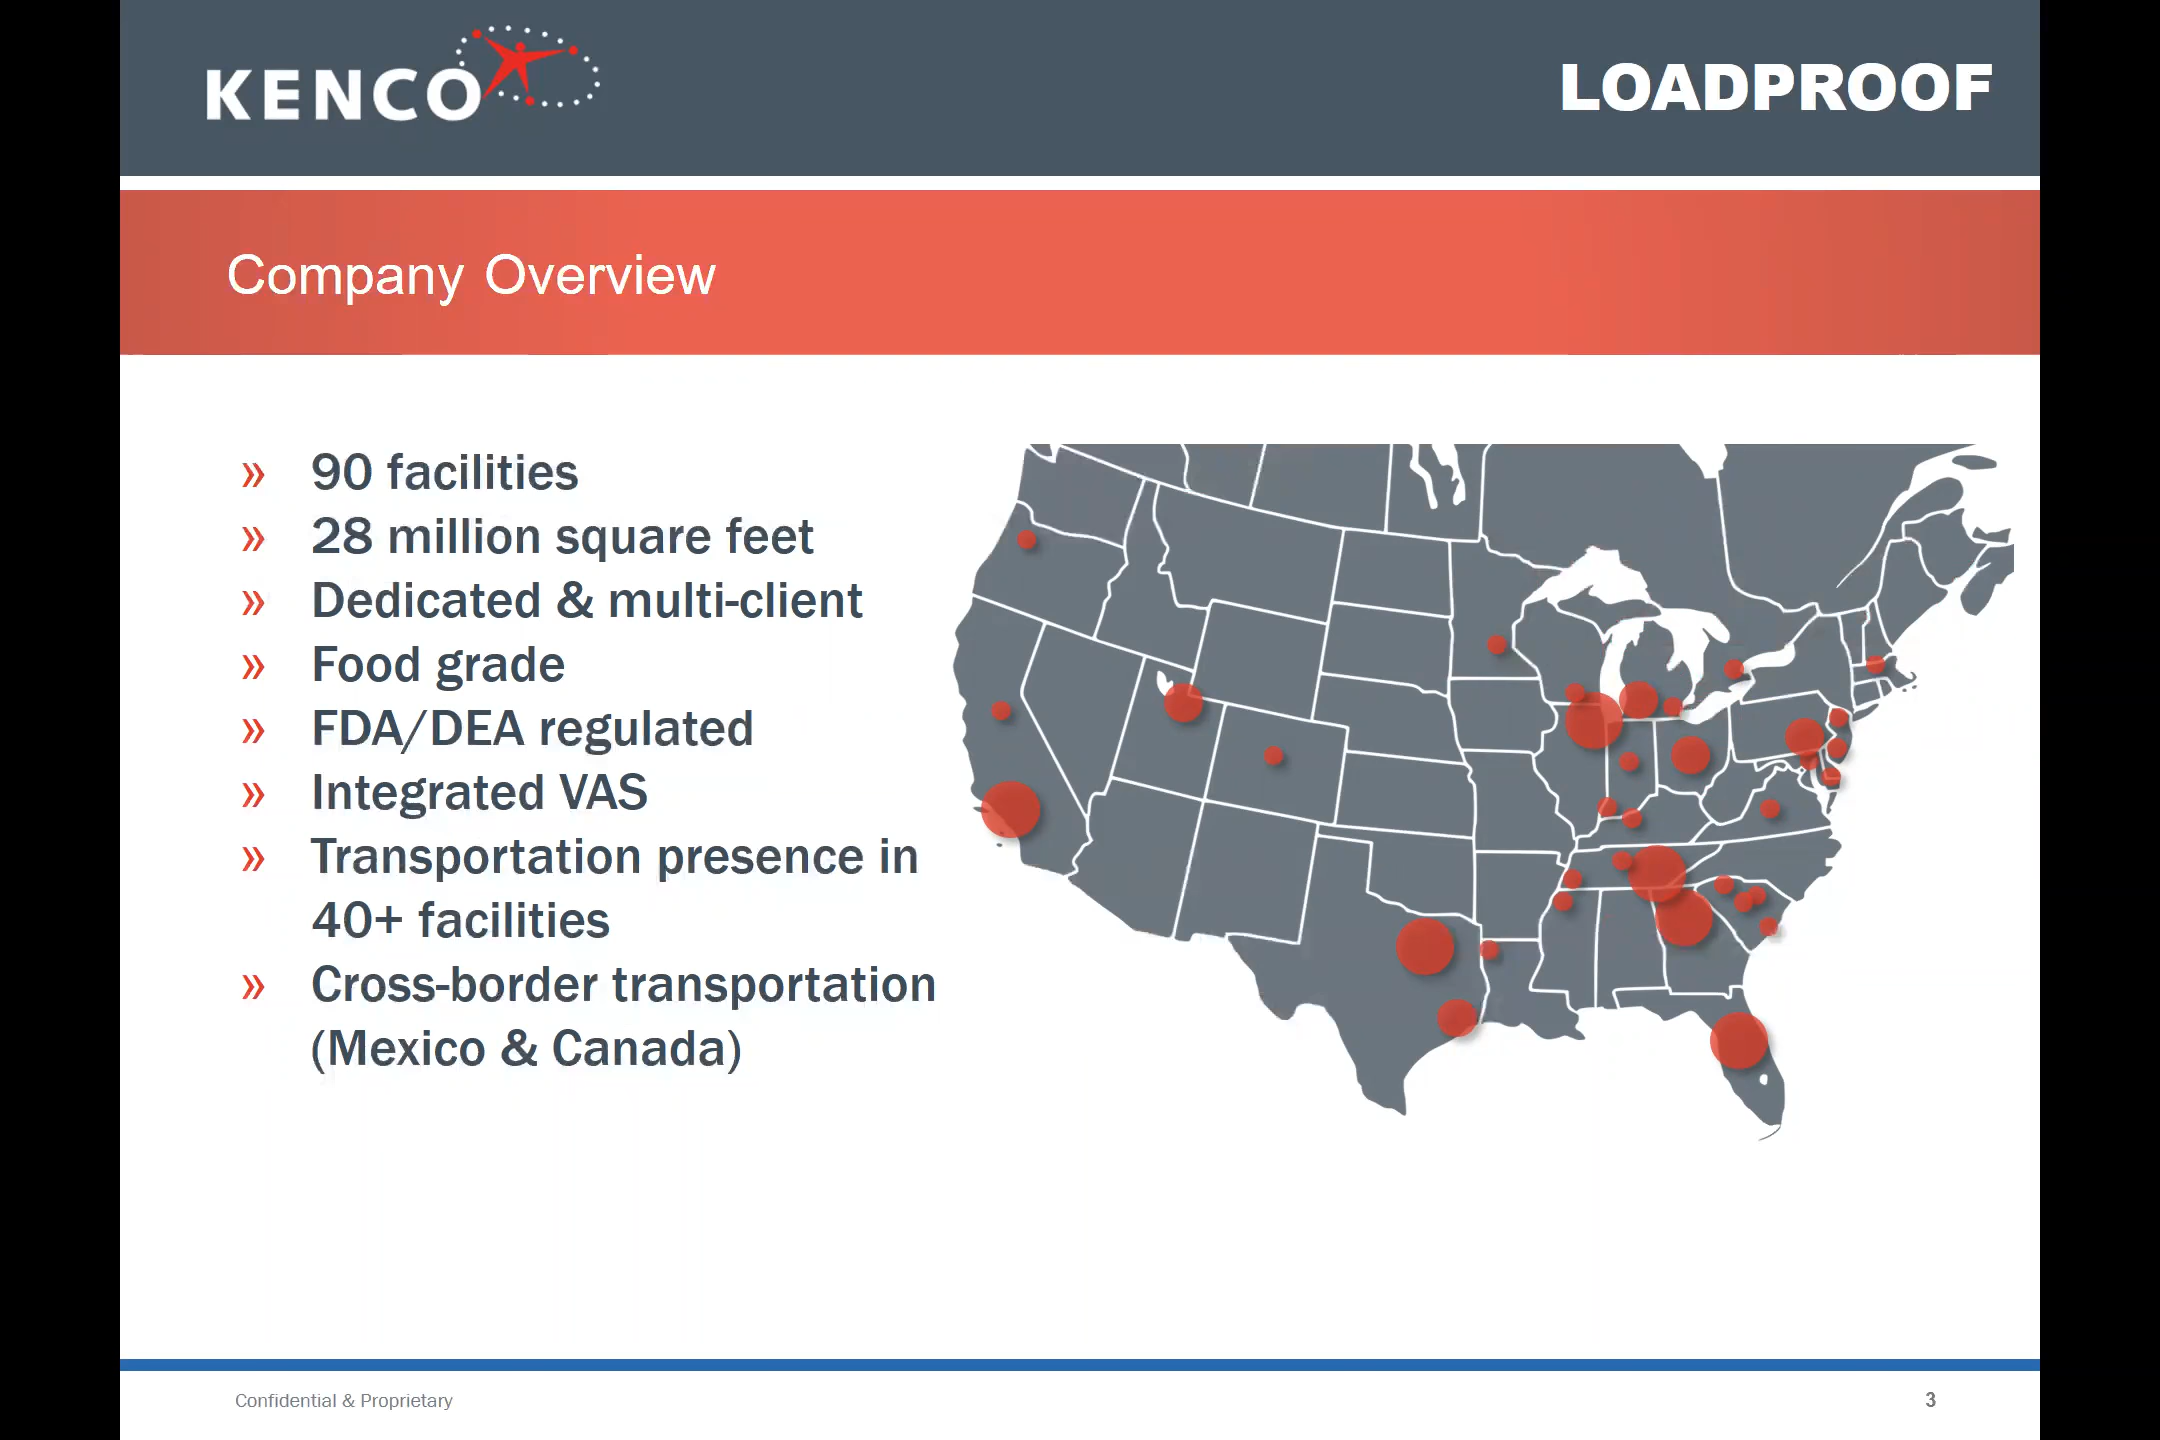 KENCO
LOADPROOF
Company Overview
» 90 facilities
» 28 million square feet
» Dedicated & multi-client
» Food grade
» FDA/DEA regulated
» Integrated VAS
» Transportation presence in
40+ facilities
» Cross-border transportation
(Mexico & Canada)
Confidential & Proprietary
3